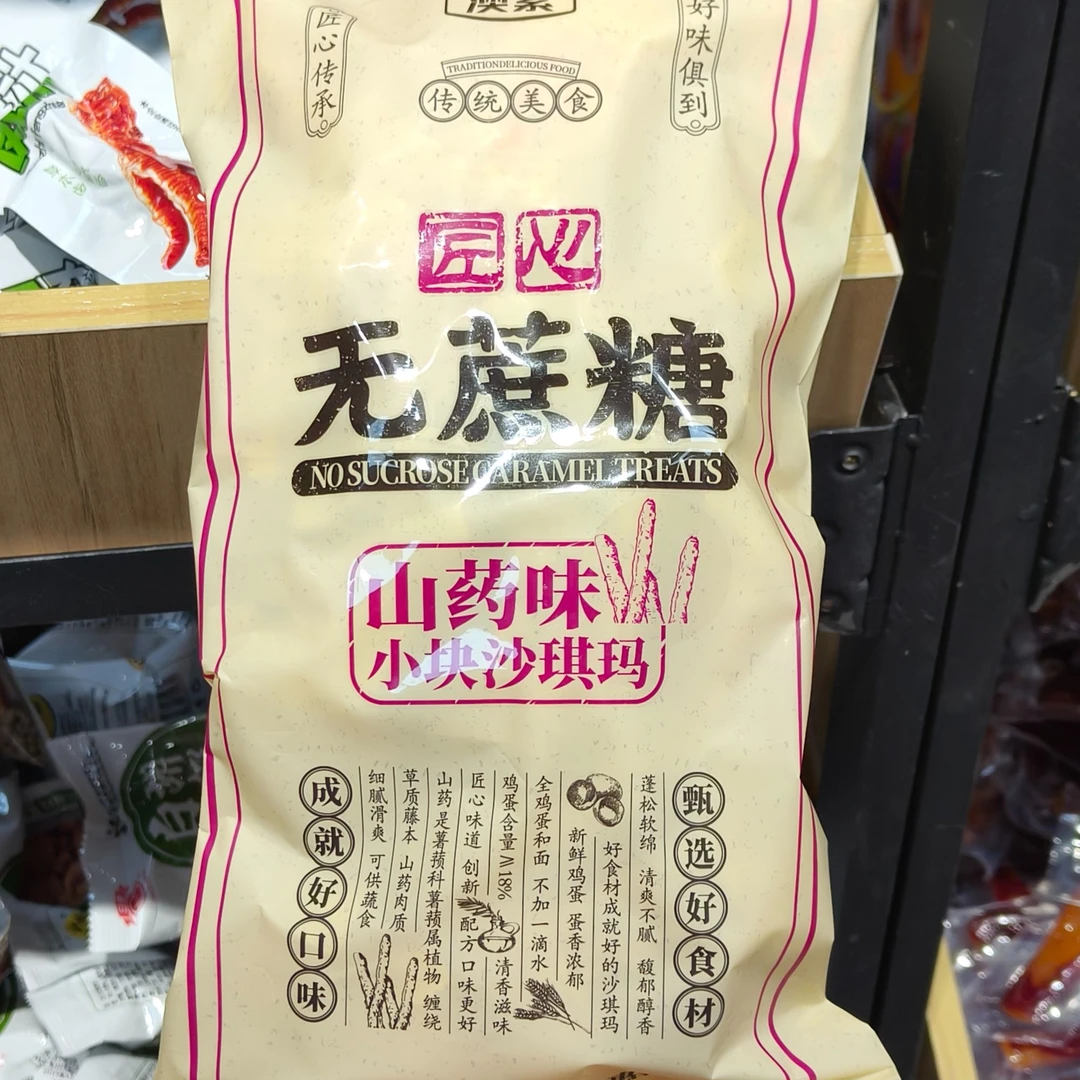 匠心传承
好味俱到
TRADITIONDELICIOUS FOOD
传统美食
匠心
无蔗糖
NO SUCROSE CARAMEL TREATS
山药味
小块沙琪玛
甄选好食材
蓬松软绵 清爽不腻 馥郁醇香
好食材成就好的沙琪玛
新鲜鸡蛋 蛋香浓郁
全鸡蛋和面 不加一滴水
鸡蛋含量≥18% 清香滋味
匠心味道 创新配方口味更好
山药是薯蓣科薯蓣属植物 缠绕
草质藤本 山药肉质
细腻滑爽 可供蔬食
成就好口味